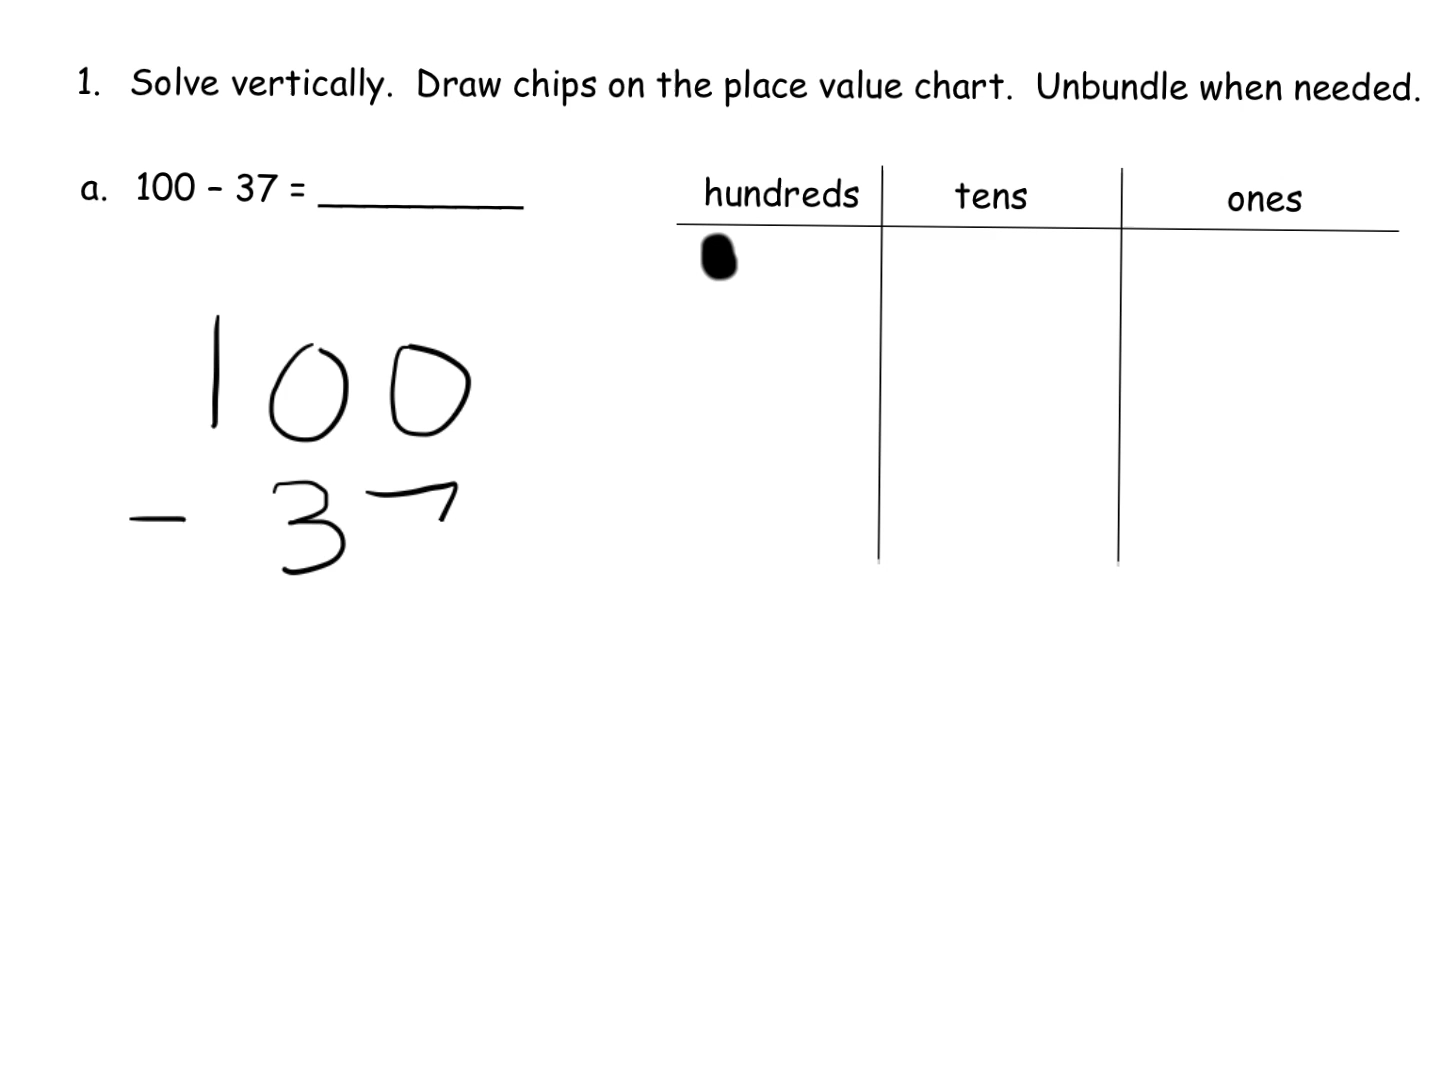 1. Solve vertically. Draw chips on the place value chart. Unbundle when needed.
a. 100 - 37 = __________
hundreds tens ones
100
- 37